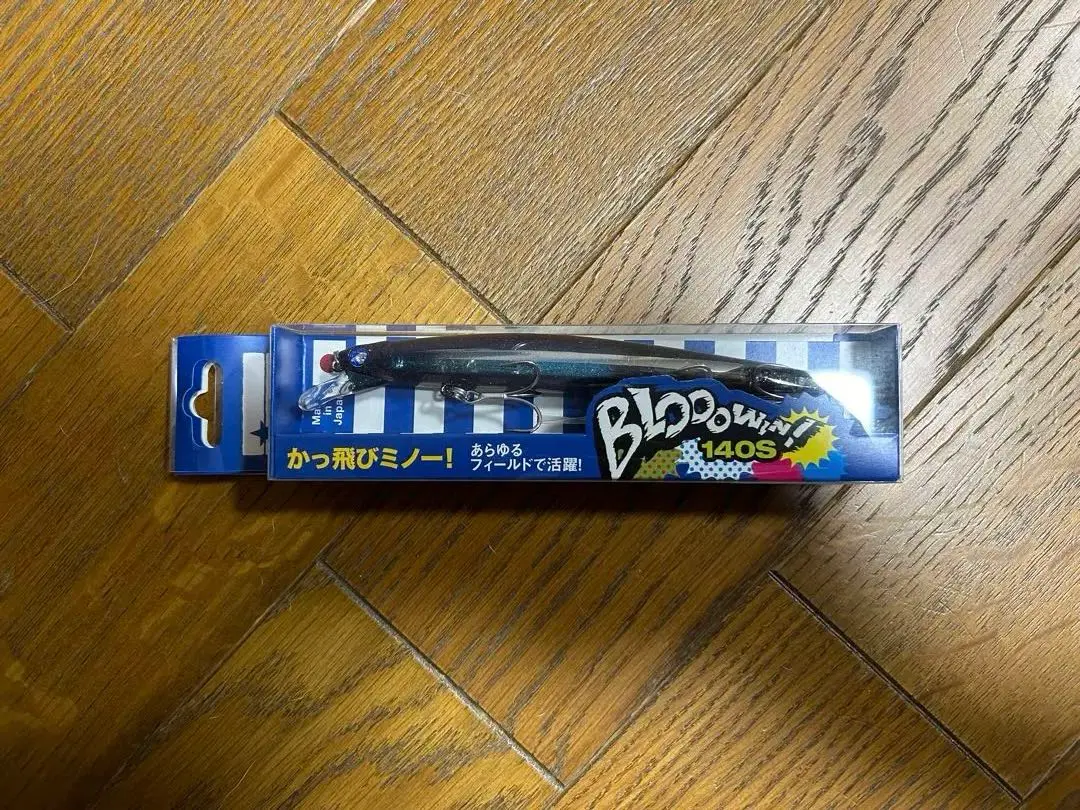 Made
in
Japan
かっ飛びミノー!
あらゆる
フィールドで活躍!
BLOOOWIN!
140S